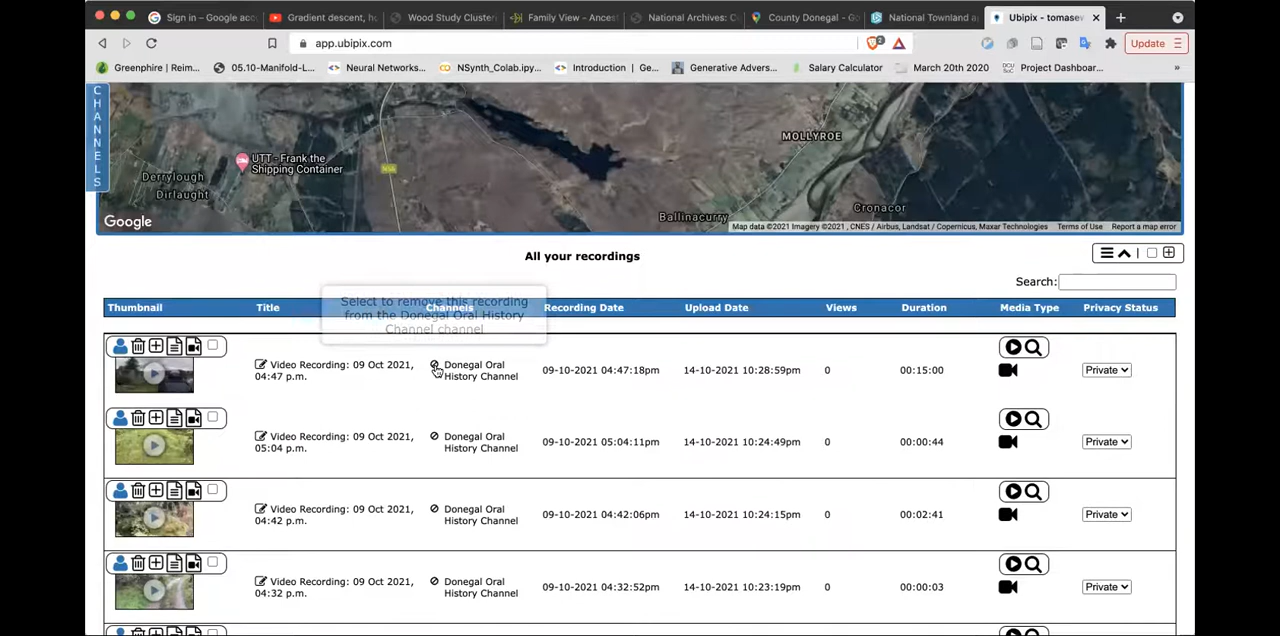 Sign in – Google acc
Gradient descent, h
Wood Study Cluster
Family View – Ances
National Archives: C
County Donegal – Go
National Townland a
Ubipix – tomasev
app.ubipix.com
2
Update
Greenphire | Reim...
05.10-Manifold-L...
Neural Networks...
NSynth_Colab.ipy...
Introduction | Ge...
Generative Advers...
Salary Calculator
March 20th 2020
Project Dashboar...
»
CHANNELS
UTT - Frank the
Shipping Container
Derrylough
Dirlaught
N56
MOLLYROE
Ballinacurry
Cronacor
Google
Map data ©2021 Imagery ©2021 , CNES / Airbus, Landsat / Copernicus, Maxar Technologies
Terms of Use
Report a map error
All your recordings
Search:
Thumbnail Title Channels Recording Date Upload Date Views Duration Media Type Privacy Status
Select to remove this recording
from the Donegal Oral History
Channel channel
Video Recording: 09 Oct 2021,
04:47 p.m.
Donegal Oral
History Channel
09-10-2021 04:47:18pm 14-10-2021 10:28:59pm 0 00:15:00 Private
Video Recording: 09 Oct 2021,
05:04 p.m.
Donegal Oral
History Channel
09-10-2021 05:04:11pm 14-10-2021 10:24:49pm 0 00:00:44 Private
Video Recording: 09 Oct 2021,
04:42 p.m.
Donegal Oral
History Channel
09-10-2021 04:42:06pm 14-10-2021 10:24:15pm 0 00:02:41 Private
Video Recording: 09 Oct 2021,
04:32 p.m.
Donegal Oral
History Channel
09-10-2021 04:32:52pm 14-10-2021 10:23:19pm 0 00:00:03 Private